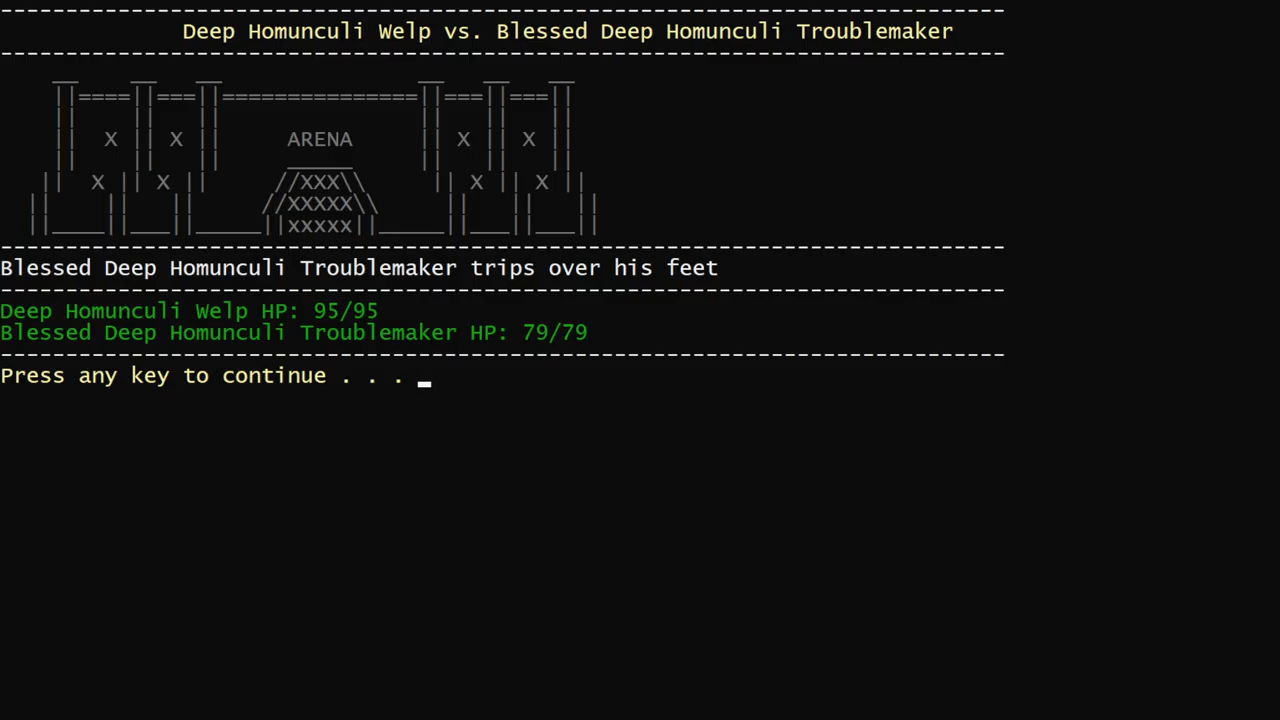 Deep Homunculi Welp vs. Blessed Deep Homunculi Troublemaker
x x ARENA x x
x x //xxx\\ x x
//xxxxx\\
xxxxx
Blessed Deep Homunculi Troublemaker trips over his feet
Deep Homunculi Welp HP: 95/95
Blessed Deep Homunculi Troublemaker HP: 79/79
Press any key to continue . . . _